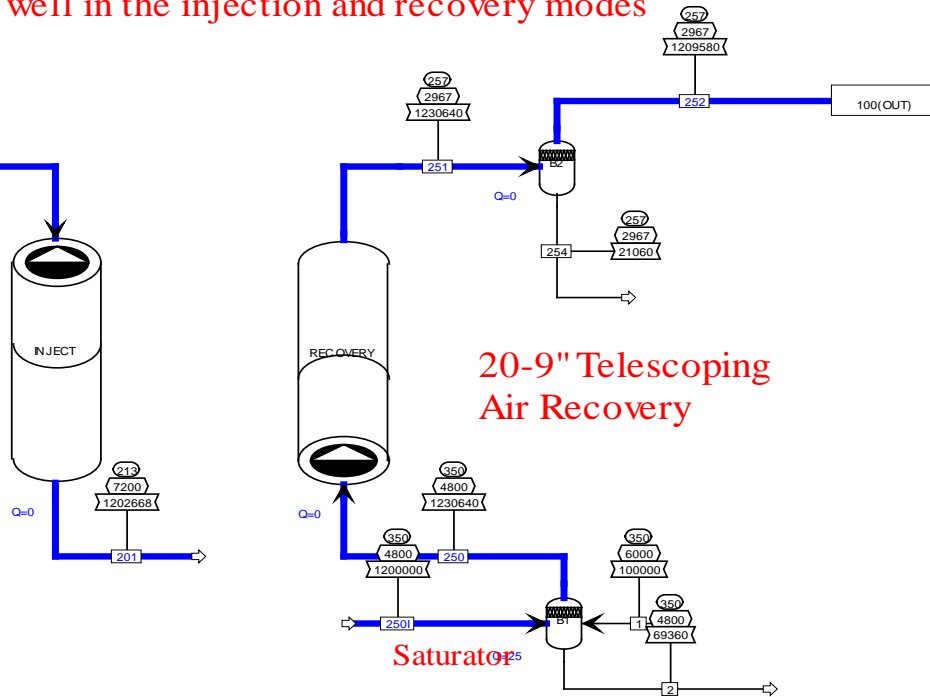 well in the injection and recovery modes
257
2967
1209580
252
100(OUT)
257
2967
1230640
251
B2
Q=0
257
2967
21060
254
INJECT
RECOVERY
20-9" Telescoping
Air Recovery
213
7200
1202668
Q=0
201
350
4800
1230640
Q=0
350
4800
1200000
250
350
6000
100000
250I
B1
1
350
4800
69360
Saturator
Q=25
2